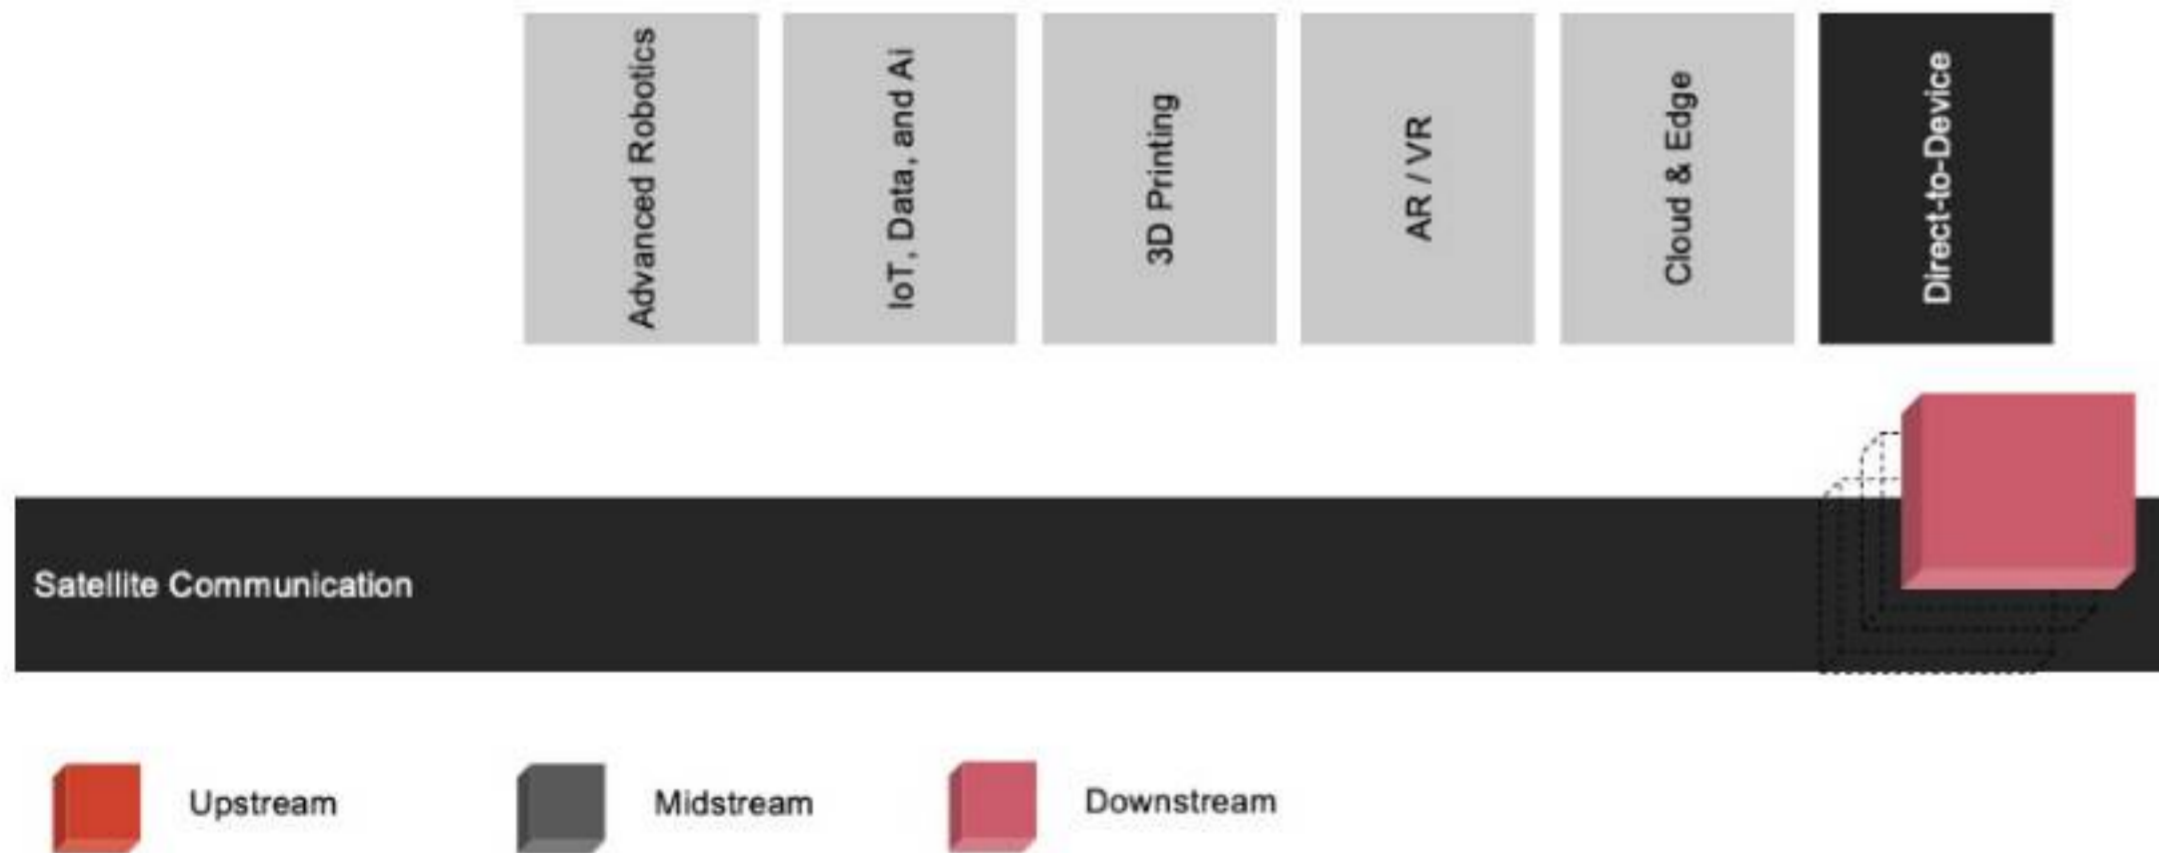 Advanced Robotics
IoT, Data, and Ai
3D Printing
AR / VR
Cloud & Edge
Direct-to-Device
Satellite Communication
Upstream
Midstream
Downstream